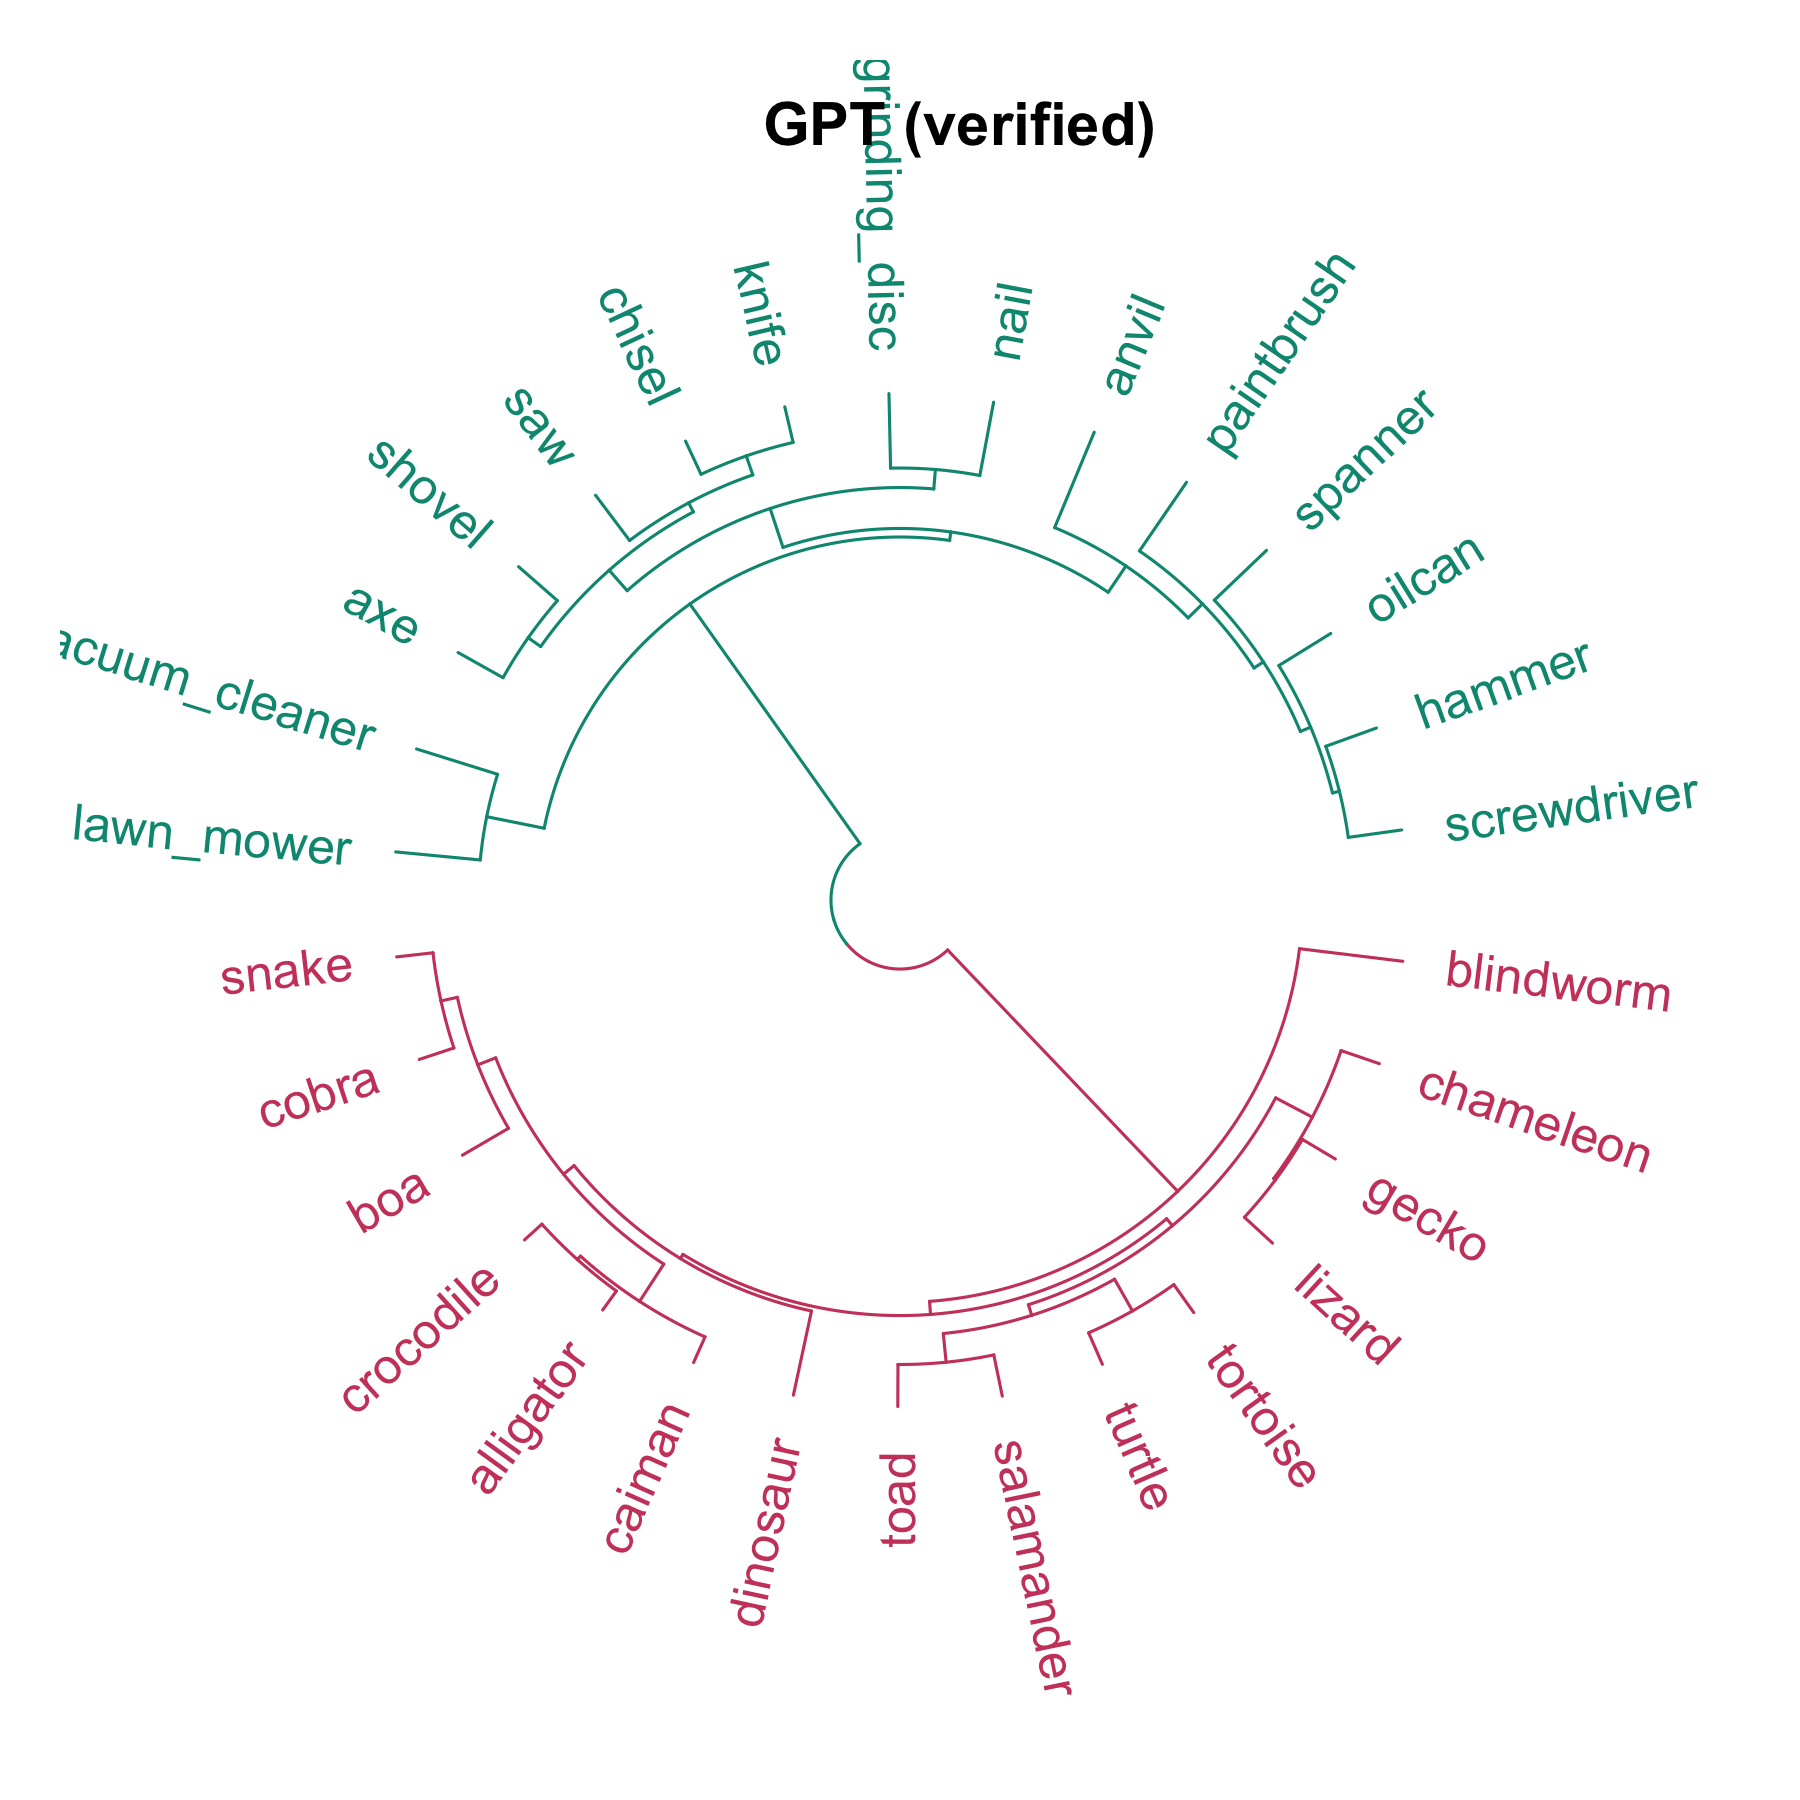 GPT (verified)
grinding_disc
nail
anvil
paintbrush
spanner
oilcan
hammer
screwdriver
blindworm
chameleon
gecko
lizard
tortoise
turtle
salamander
toad
dinosaur
caiman
alligator
crocodile
boa
cobra
snake
lawn_mower
acuum_cleaner
axe
shovel
saw
chisel
knife